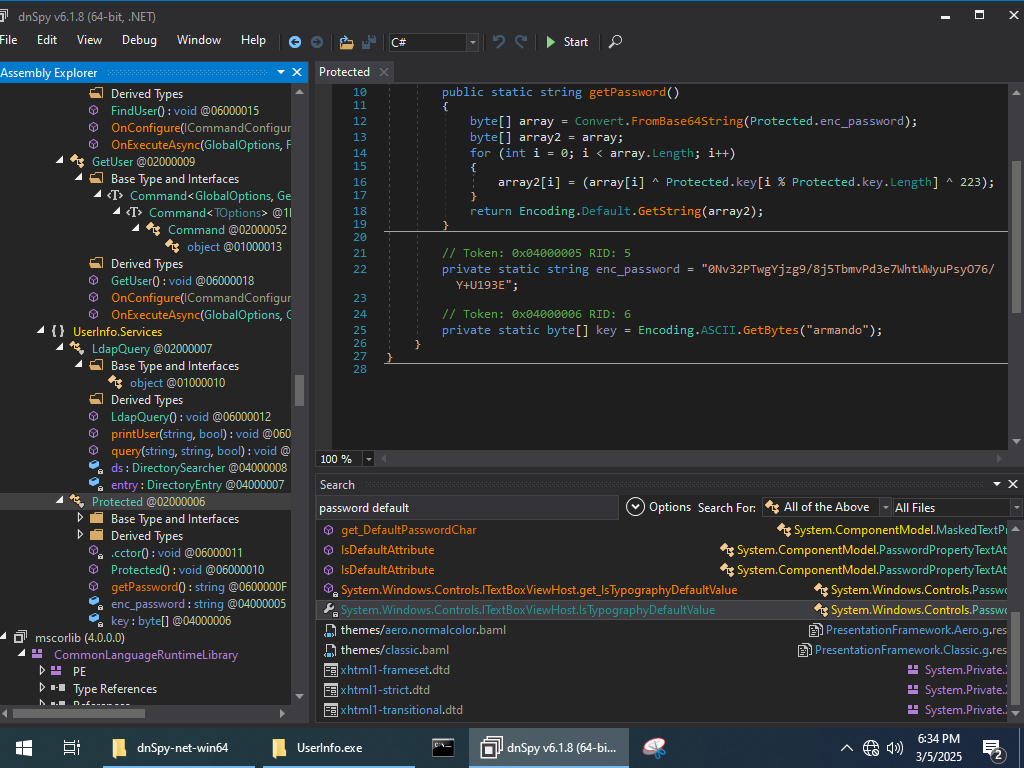 dnSpy v6.1.8 (64-bit, .NET)
File Edit View Debug Window Help C# Start
Assembly Explorer
Derived Types
FindUser() : void @06000015
OnConfigure(ICommandConfigur
OnExecuteAsync(GlobalOptions, F
GetUser @02000009
Base Type and Interfaces
Command<GlobalOptions, Ge
Command<TOptions> @1
Command @02000052
object @01000013
Derived Types
GetUser() : void @06000018
OnConfigure(ICommandConfigur
OnExecuteAsync(GlobalOptions, G
{ } UserInfo.Services
LdapQuery @02000007
Base Type and Interfaces
object @01000010
Derived Types
LdapQuery() : void @06000012
printUser(string, bool) : void @060
query(string, string, bool) : void @
ds : DirectorySearcher @04000008
entry : DirectoryEntry @04000007
Protected @02000006
Base Type and Interfaces
Derived Types
.cctor() : void @06000011
Protected() : void @06000010
getPassword() : string @0600000F
enc_password : string @04000005
key : byte[] @04000006
mscorlib (4.0.0.0)
CommonLanguageRuntimeLibrary
PE
Type References
References
Protected
10 public static string getPassword()
11 {
12 byte[] array = Convert.FromBase64String(Protected.enc_password);
13 byte[] array2 = array;
14 for (int i = 0; i < array.Length; i++)
15 {
16 array2[i] = (array[i] ^ Protected.key[i % Protected.key.Length] ^ 223);
17 }
18 return Encoding.Default.GetString(array2);
19 }
20
21 // Token: 0x04000005 RID: 5
22 private static string enc_password = "0Nv32PTwgYjzg9/8j5TbmvPd3e7WhtWWyuPsyO76/
Y+U193E";
23
24 // Token: 0x04000006 RID: 6
25 private static byte[] key = Encoding.ASCII.GetBytes("armando");
26 }
27 }
28
100 %
Search
password default Options Search For: All of the Above All Files
get_DefaultPasswordChar System.ComponentModel.MaskedTextPr
IsDefaultAttribute System.ComponentModel.PasswordPropertyTextAt
IsDefaultAttribute System.ComponentModel.PasswordPropertyTextAt
System.Windows.Controls.ITextBoxViewHost.get_IsTypographyDefaultValue System.Windows.Controls.Passwo
System.Windows.Controls.ITextBoxViewHost.IsTypographyDefaultValue System.Windows.Controls.Passwo
themes/aero.normalcolor.baml PresentationFramework.Aero.g.res
themes/classic.baml PresentationFramework.Classic.g.res
xhtml1-frameset.dtd System.Private.
xhtml1-strict.dtd System.Private.
xhtml1-transitional.dtd System.Private.
dnSpy-net-win64 UserInfo.exe dnSpy v6.1.8 (64-bi...
6:34 PM
3/5/2025
2